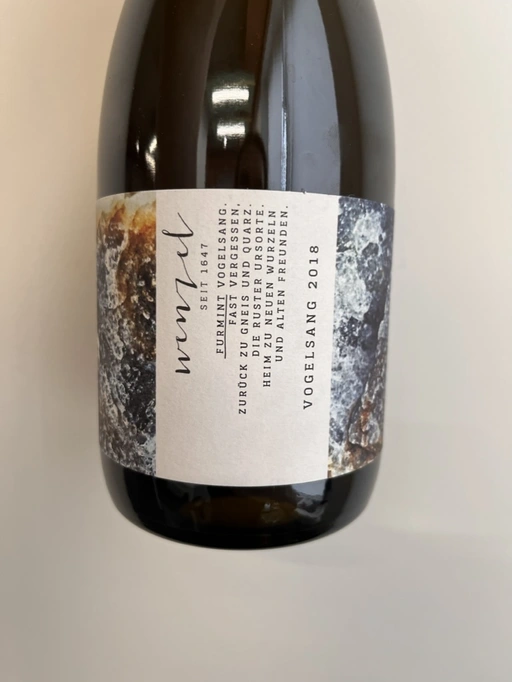 wenzel
SEIT 1647
FURMINT VOGELSANG.
FAST VERGESSEN,
ZURÜCK ZU GNEIS UND QUARZ.
DIE RUSTER URSORTE.
HEIM ZU NEUEN WURZELN
UND ALTEN FREUNDEN.
VOGELSANG 2018